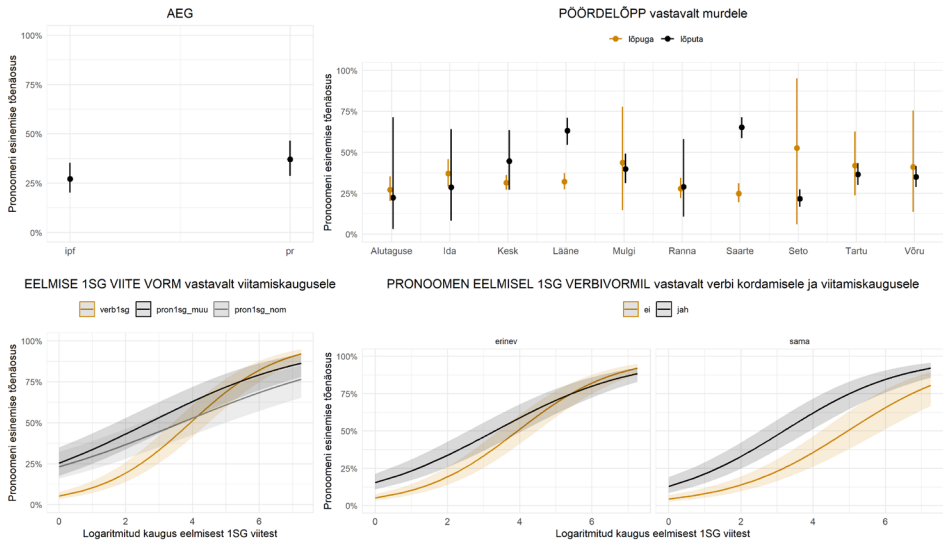 AEG
Pronoomeni esinemise tõenäosus
100%
75%
50%
25%
0%
ipf
pr
PÖÖRDELÕPP vastavalt murdele
lõpuga
lõputa
Pronoomeni esinemise tõenäosus
100%
75%
50%
25%
0%
Alutaguse
Ida
Kesk
Lääne
Mulgi
Ranna
Saarte
Seto
Tartu
Võru
EELMISE 1SG VIITE VORM vastavalt viitamiskaugusele
verb1sg
pron1sg_muu
pron1sg_nom
Pronoomeni esinemise tõenäosus
100%
75%
50%
25%
0%
0
2
4
6
Logaritmitud kaugus eelmisest 1SG viitest
PRONOOMEN EELMISEL 1SG VERBIVORMIL vastavalt verbi kordamisele ja viitamiskaugusele
ei
jah
erinev
sama
Pronoomeni esinemise tõenäosus
100%
75%
50%
25%
0%
0
2
4
6
0
2
4
6
Logaritmitud kaugus eelmisest 1SG viitest